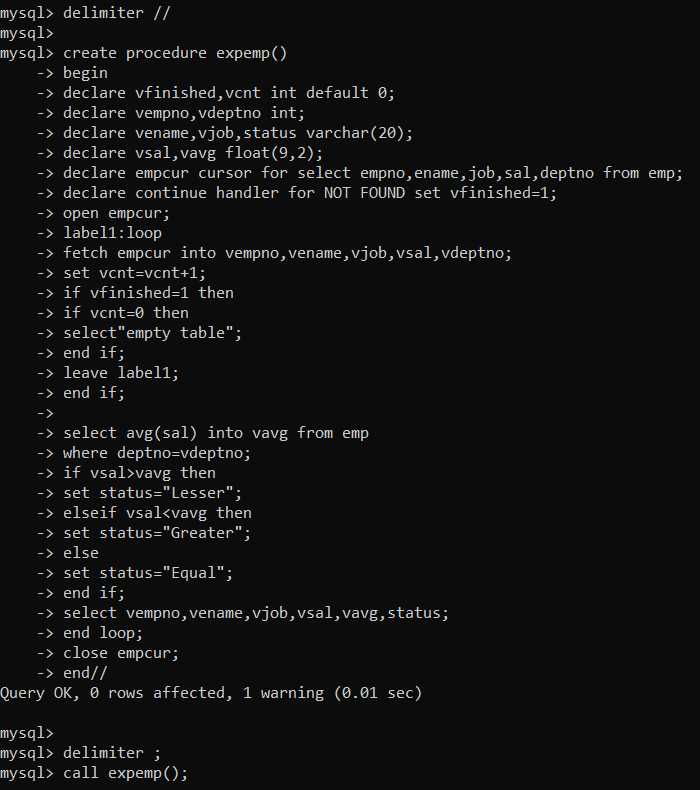 mysql> delimiter //
mysql>
mysql> create procedure expemp()
    -> begin
    -> declare vfinished,vcnt int default 0;
    -> declare vempno,vdeptno int;
    -> declare vename,vjob,status varchar(20);
    -> declare vsal,vavg float(9,2);
    -> declare empcur cursor for select empno,ename,job,sal,deptno from emp;
    -> declare continue handler for NOT FOUND set vfinished=1;
    -> open empcur;
    -> label1:loop
    -> fetch empcur into vempno,vename,vjob,vsal,vdeptno;
    -> set vcnt=vcnt+1;
    -> if vfinished=1 then
    -> if vcnt=0 then
    -> select"empty table";
    -> end if;
    -> leave label1;
    -> end if;
    ->
    -> select avg(sal) into vavg from emp
    -> where deptno=vdeptno;
    -> if vsal>vavg then
    -> set status="Lesser";
    -> elseif vsal<vavg then
    -> set status="Greater";
    -> else
    -> set status="Equal";
    -> end if;
    -> select vempno,vename,vjob,vsal,vavg,status;
    -> end loop;
    -> close empcur;
    -> end//
Query OK, 0 rows affected, 1 warning (0.01 sec)

mysql>
mysql> delimiter ;
mysql> call expemp();